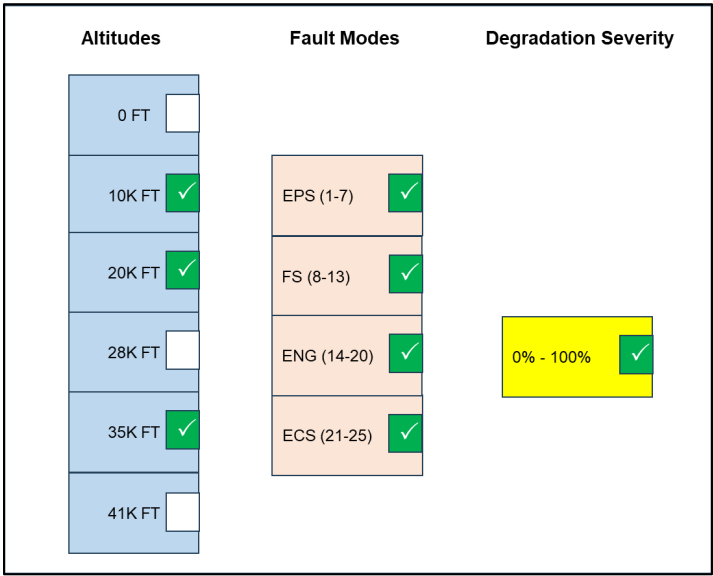 Altitudes
Fault Modes
Degradation Severity
0 FT
10K FT
20K FT
28K FT
35K FT
41K FT
EPS (1-7)
FS (8-13)
ENG (14-20)
ECS (21-25)
0% - 100%